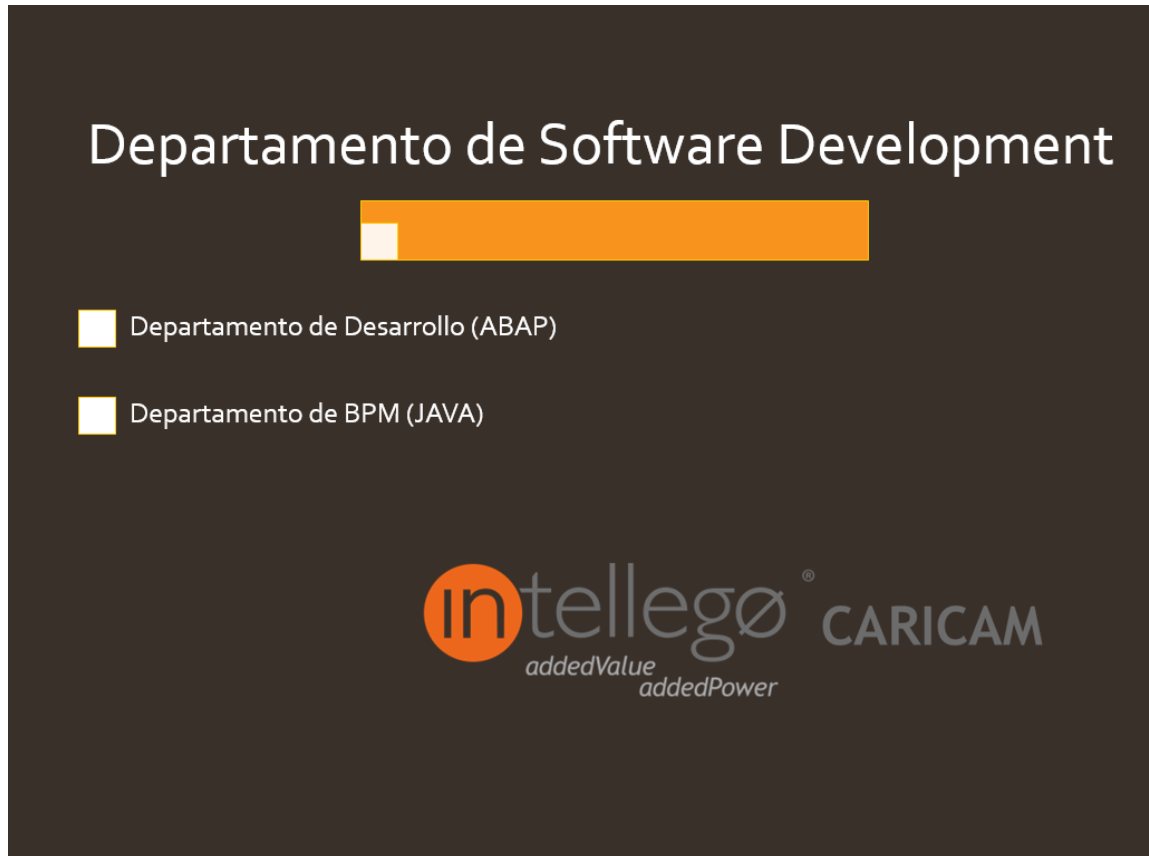 Departamento de Software Development
Departamento de Desarrollo (ABAP)
Departamento de BPM (JAVA)
intellegø ® CARICAM
addedValue
addedPower